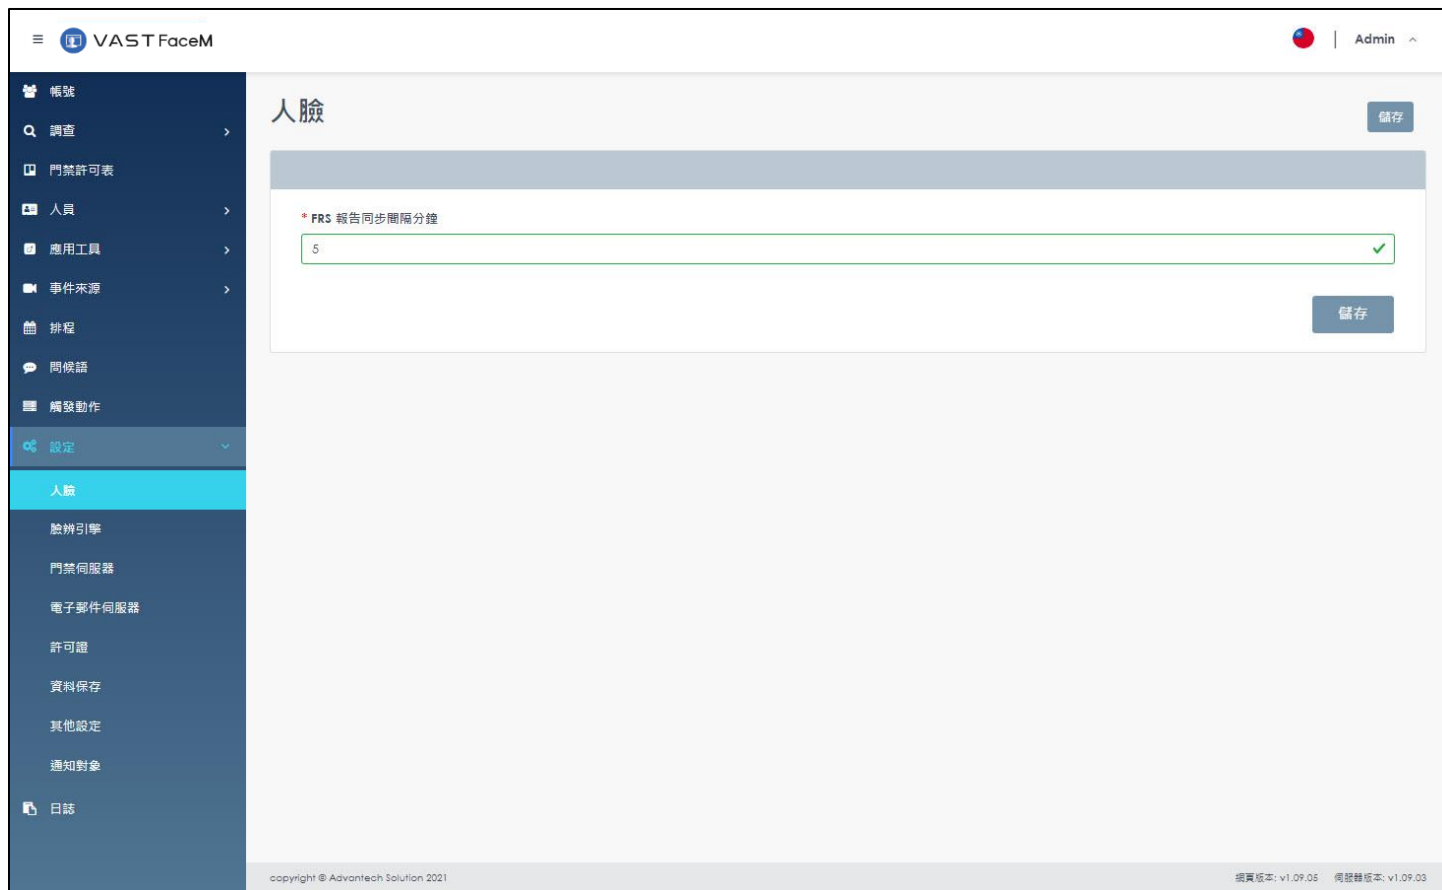 VAST FaceM
Admin
帳號
調查
門禁許可表
人員
應用工具
事件來源
排程
問候語
觸發動作
設定
人臉
臉辨引擎
門禁伺服器
電子郵件伺服器
許可證
資料保存
其他設定
通知對象
日誌
人臉
儲存
* FRS 報告同步間隔分鐘
5
儲存
copyright © Advantech Solution 2021
網頁版本: v1.09.05 伺服器版本: v1.09.03